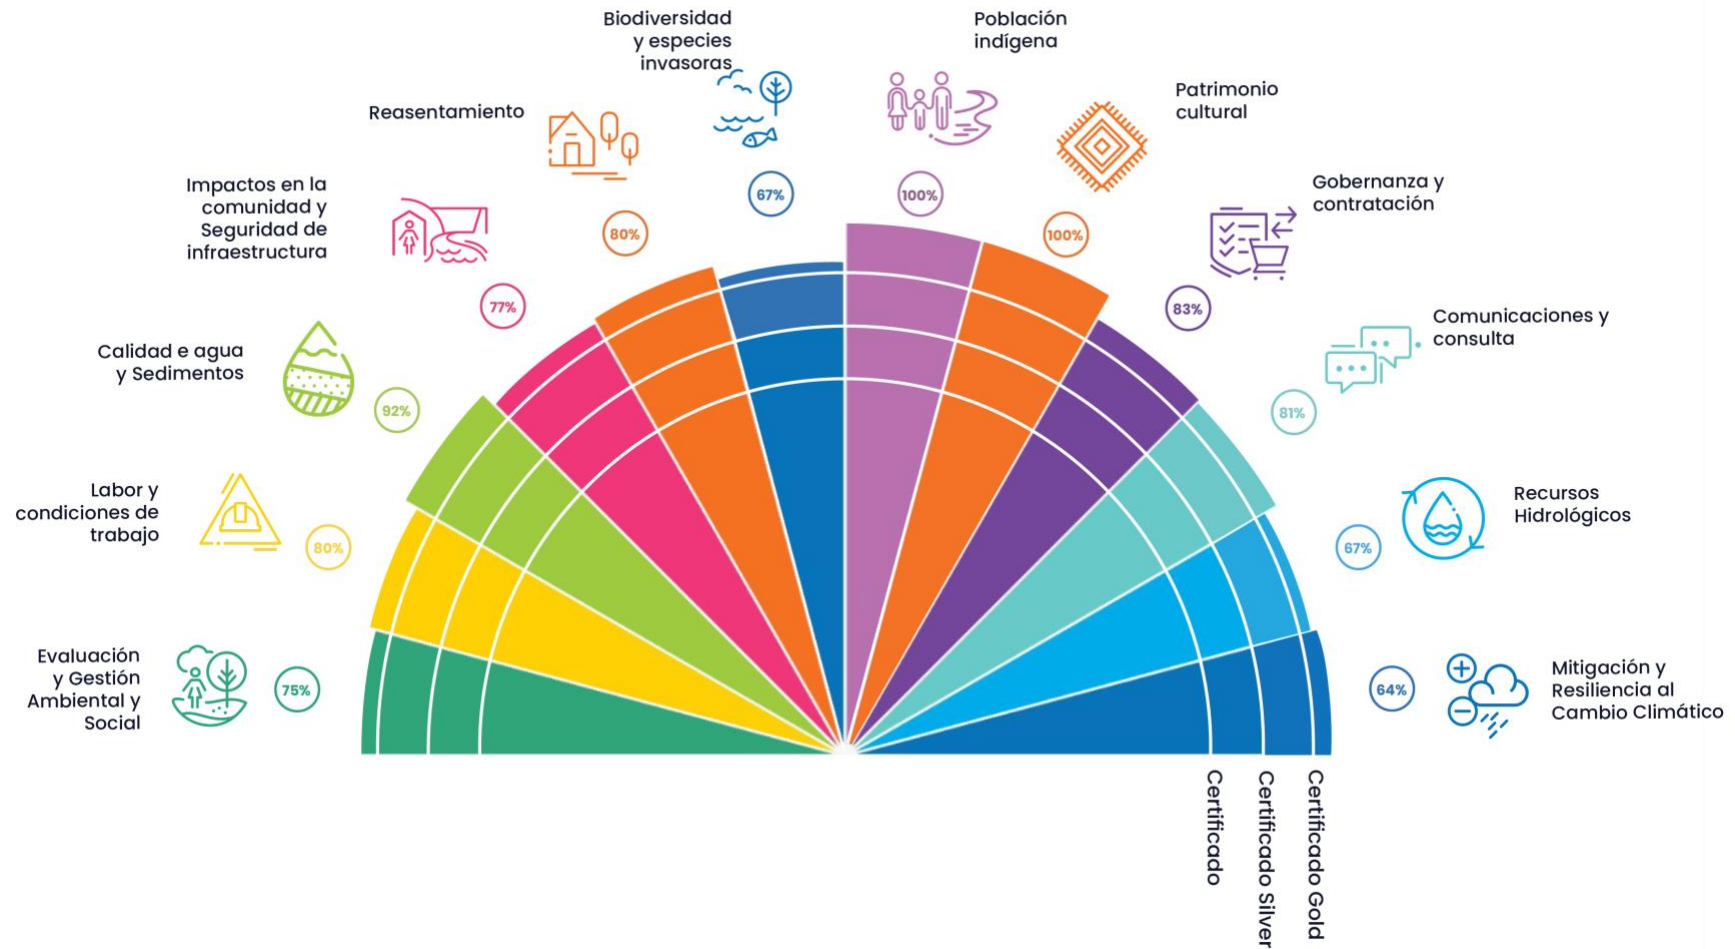 Biodiversidad
y especies
invasoras
67%
Población
indígena
100%
Reasentamiento
80%
Patrimonio
cultural
100%
Impactos en la
comunidad y
Seguridad de
infraestructura
77%
Gobernanza y
contratación
83%
Calidad e agua
y Sedimentos
92%
Comunicaciones y
consulta
81%
Labor y
condiciones de
trabajo
80%
Recursos
Hidrológicos
67%
Evaluación
y Gestión
Ambiental y
Social
75%
Mitigación y
Resiliencia al
Cambio Climático
64%
Certificado
Certificado Silver
Certificado Gold